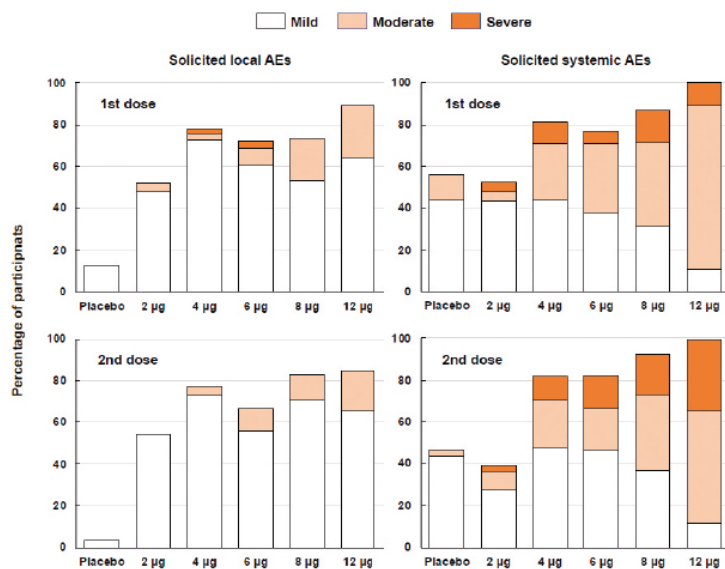 Mild Moderate Severe
Solicited local AEs Solicited systemic AEs
Percentage of participnats
1st dose
100
80
60
40
20
0
Placebo 2 µg 4 µg 6 µg 8 µg 12 µg
1st dose
100
80
60
40
20
0
Placebo 2 µg 4 µg 6 µg 8 µg 12 µg
2nd dose
100
80
60
40
20
0
Placebo 2 µg 4 µg 6 µg 8 µg 12 µg
2nd dose
100
80
60
40
20
0
Placebo 2 µg 4 µg 6 µg 8 µg 12 µg